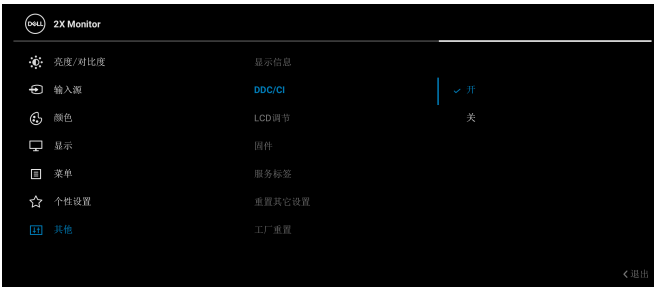 DELL 2X Monitor
亮度/对比度 显示信息
输入源 DDC/CI 开
颜色 LCD调节 关
显示 固件
菜单 服务标签
个性设置 重置其它设置
其他 工厂重置
退出